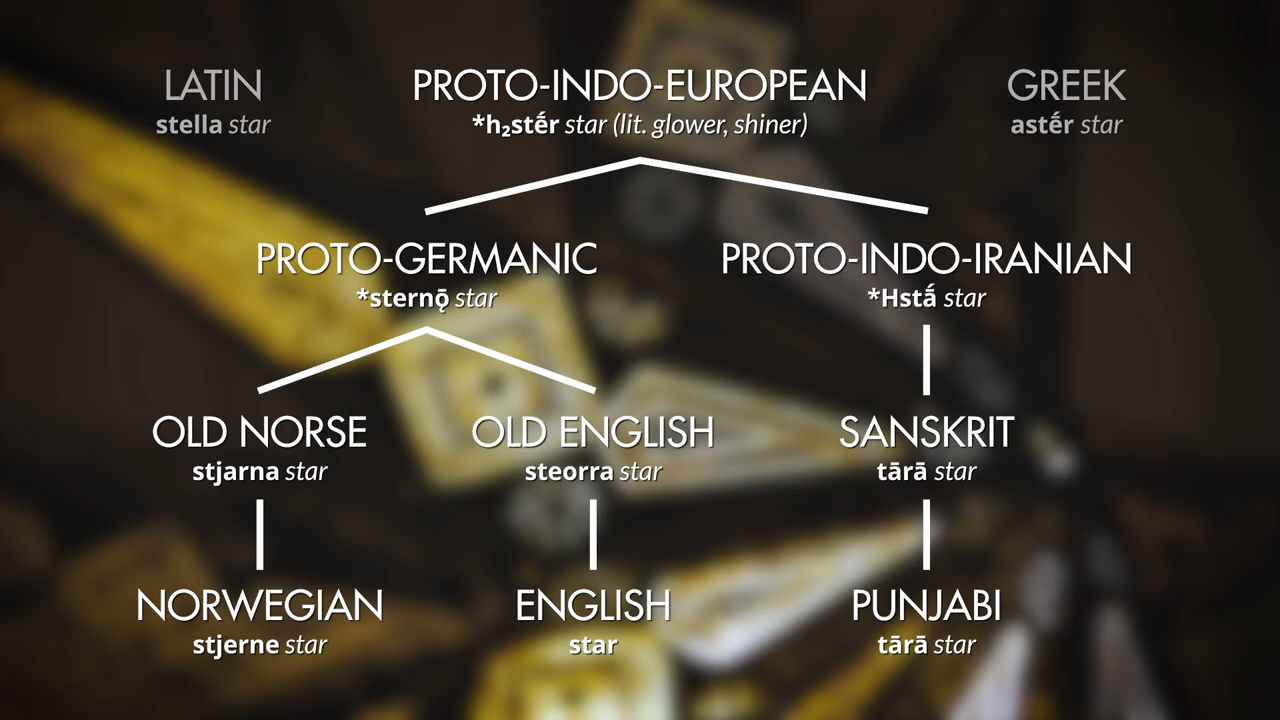 LATIN
stella star
PROTO-INDO-EUROPEAN
*h₂stḗr star (lit. glower, shiner)
GREEK
astḗr star
PROTO-GERMANIC
*sternǭ star
PROTO-INDO-IRANIAN
*Hstā́ star
OLD NORSE
stjarna star
OLD ENGLISH
steorra star
SANSKRIT
tārā star
NORWEGIAN
stjerne star
ENGLISH
star
PUNJABI
tārā star